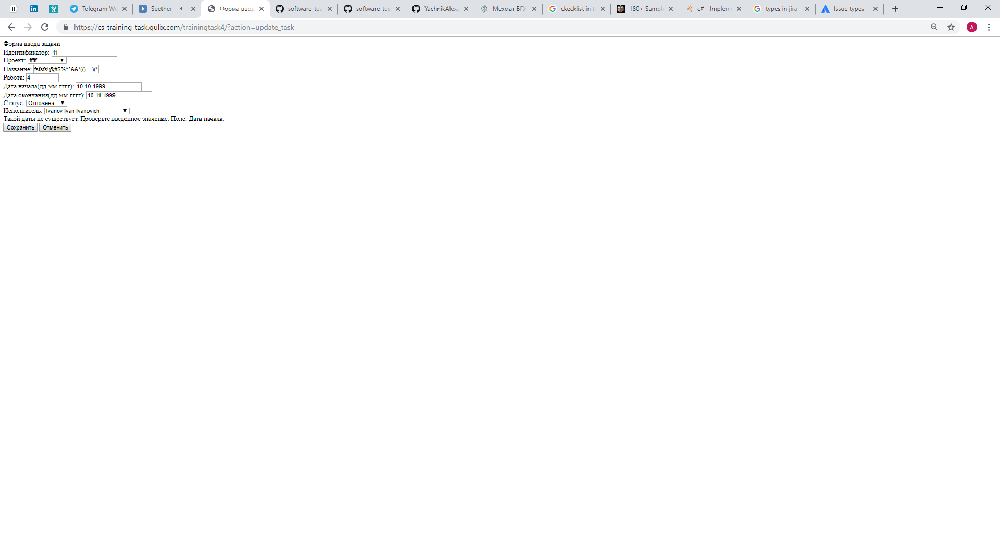 Telegram We
Seether
Форма ввод
software-tes
software-tes
YachnikAlexa
Мехмат БГУ
ckecklist in t
180+ Sampl
c# - Implem
types in jira
Issue types -
https://cs-training-task.qulix.com/trainingtask4/?action=update_task
A
Форма ввода задачи
Идентификатор: 11
Проект: fffff
Название: fsfsfs!@#$%^^&&*(()__)(*
Работа: 4
Дата начала(дд-мм-гггг): 10-10-1999
Дата окончания(дд-мм-гггг): 10-11-1999
Статус: Отложена
Исполнитель: Ivanov Ivan Ivanovich
Такой даты не существует. Проверьте введенное значение. Поле: Дата начала.
Сохранить Отменить